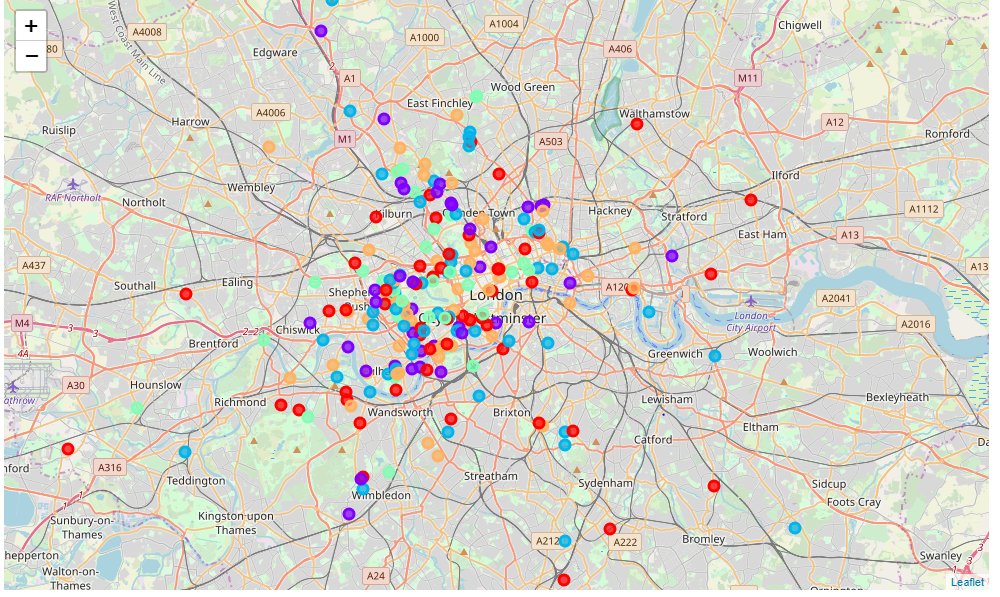 +
−
West Coast Main Line
A4008
A1000
A1004
Chigwell
A406
Edgware
A1
M11
Wood Green
East Finchley
A4006
Walthamstow
A12
Harrow
Ruislip
M1
A503
Romford
Ilford
Wembley
RAF Northolt
Northolt
Hackney
Stratford
A1112
East Ham
A13
A437
A13
Ealing
London
A2041
London
City Airport
M4
Chiswick
A2016
4A
Brentford
2
Greenwich
Woolwich
A30
Hounslow
Richmond
Wandsworth
Brixton
Lewisham
Bexleyheath
Eltham
Catford
A316
Teddington
Streatham
Sydenham
Sidcup
Foots Cray
Wimbledon
Kingston upon
Thames
Sunbury-on-
Thames
Bromley
A222
Swanley
Walton-on-
Thames
A24
3
Leaflet